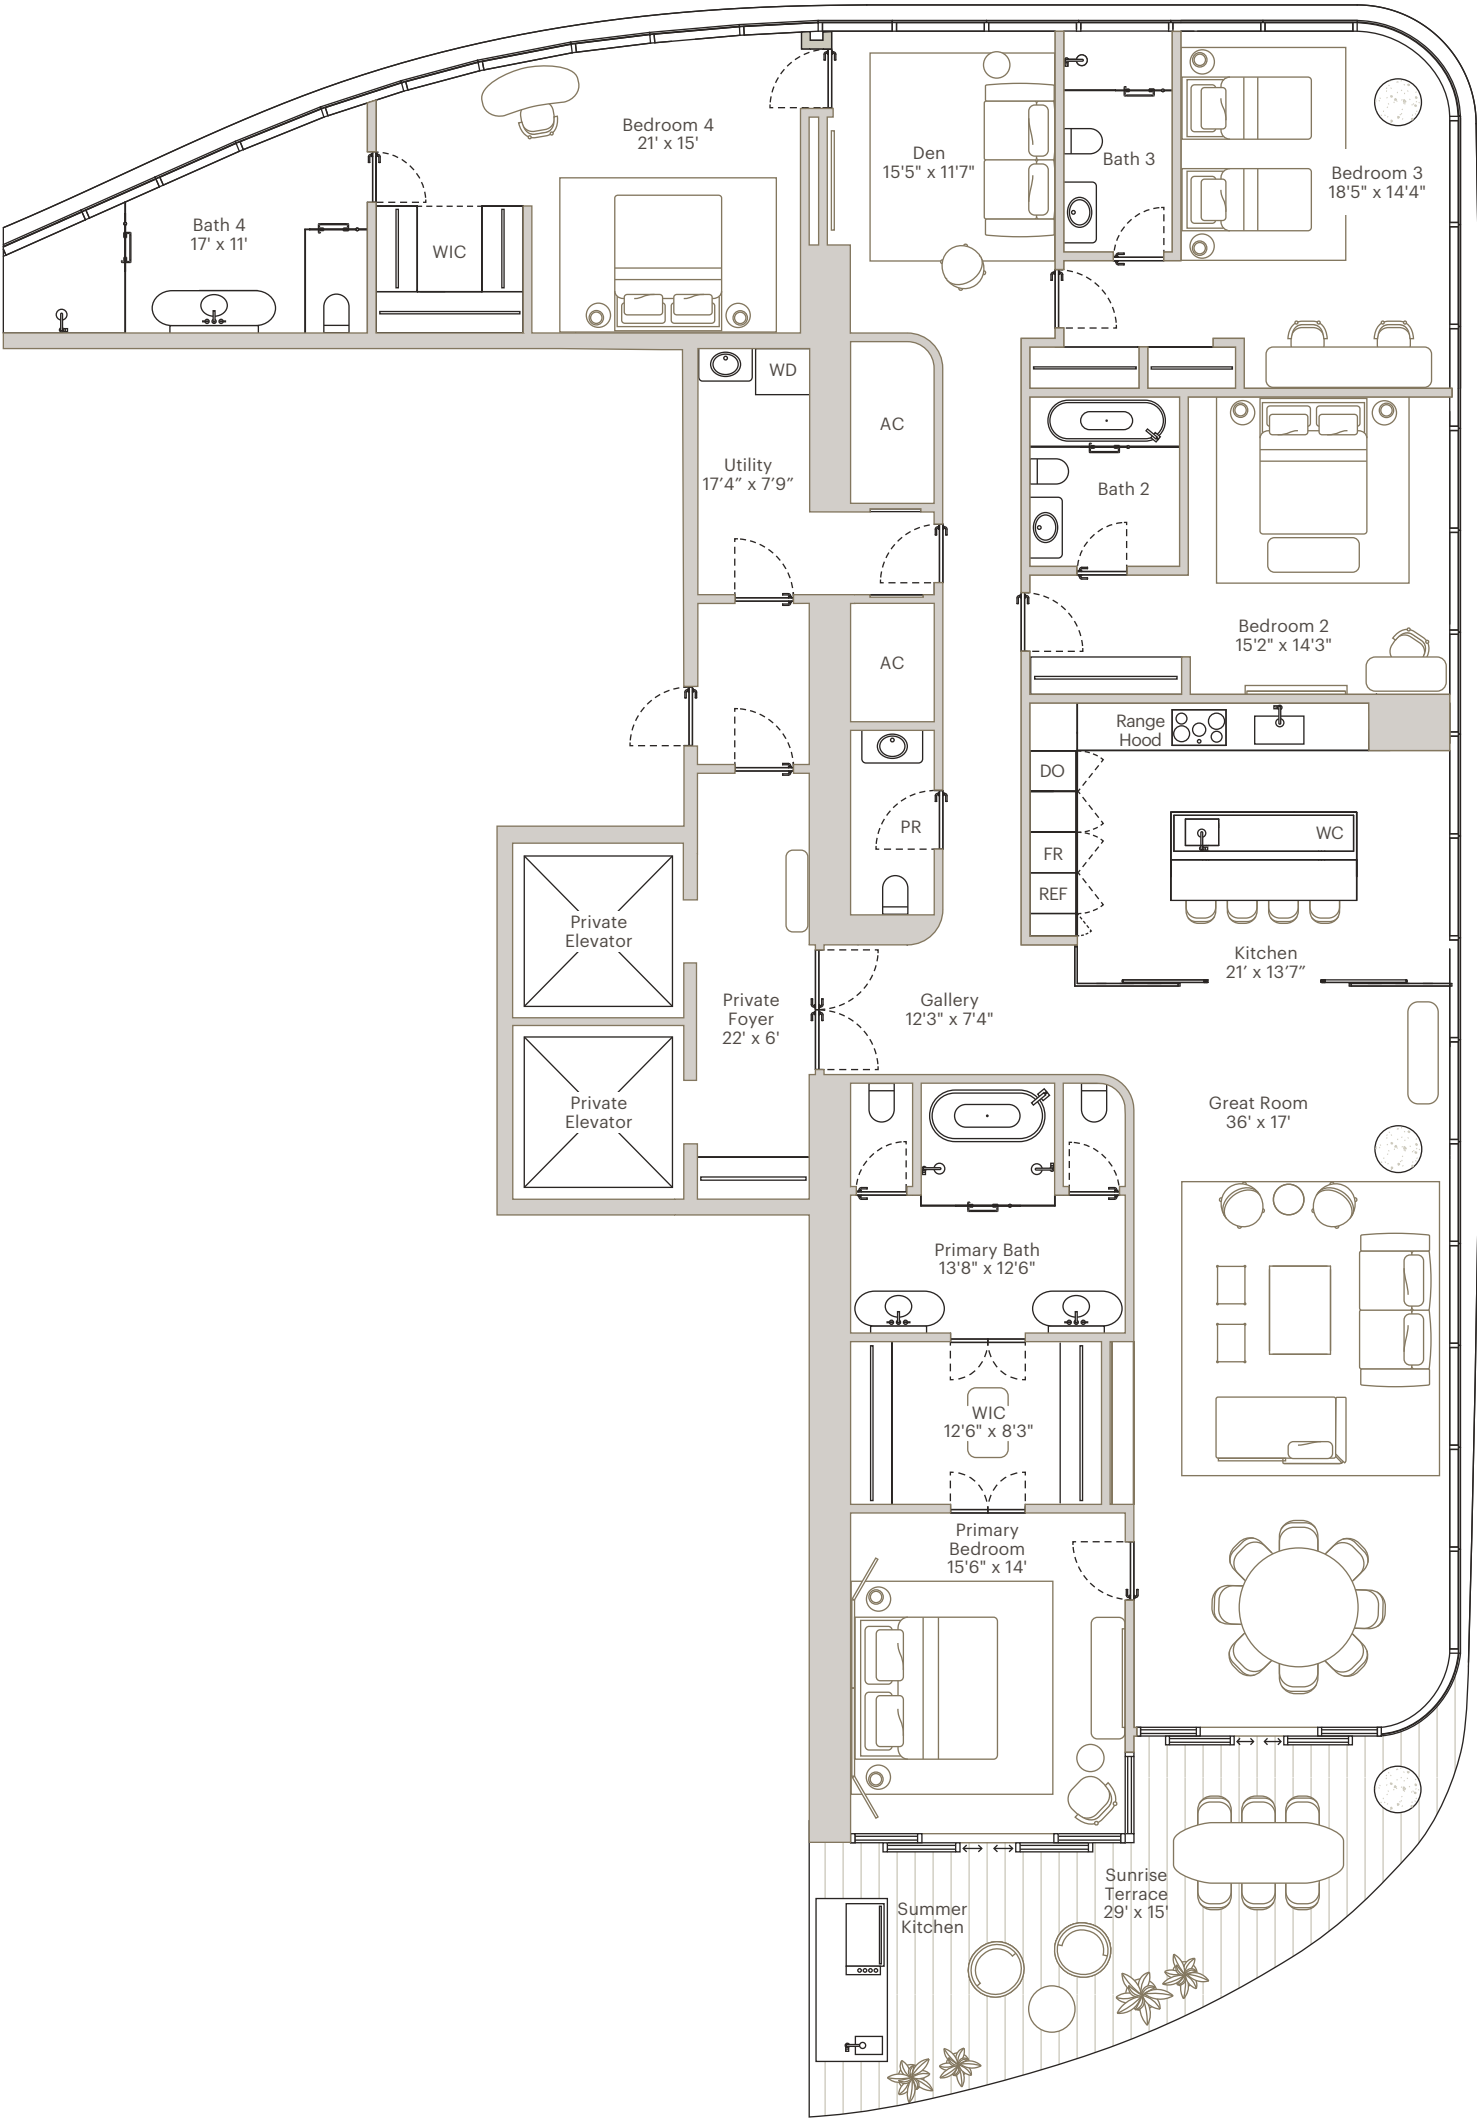 Bedroom 4
21' x 15'
Den
15'5" x 11'7"
Bath 3
Bedroom 3
18'5" x 14'4"
Bath 4
17' x 11'
WIC
WD
AC
Utility
17’4” x 7’9”
Bath 2
Bedroom 2
15'2" x 14'3"
AC
Range
Hood
DO
PR
WC
FR
REF
Private
Elevator
Kitchen
21’ x 13’7”
Private
Foyer
22' x 6'
Gallery
12'3" x 7'4"
Private
Elevator
Great Room
36' x 17'
Primary Bath
13'8" x 12'6"
WIC
12'6" x 8'3"
Primary
Bedroom
15'6" x 14'
Sunrise
Terrace
29' x 15'
Summer
Kitchen